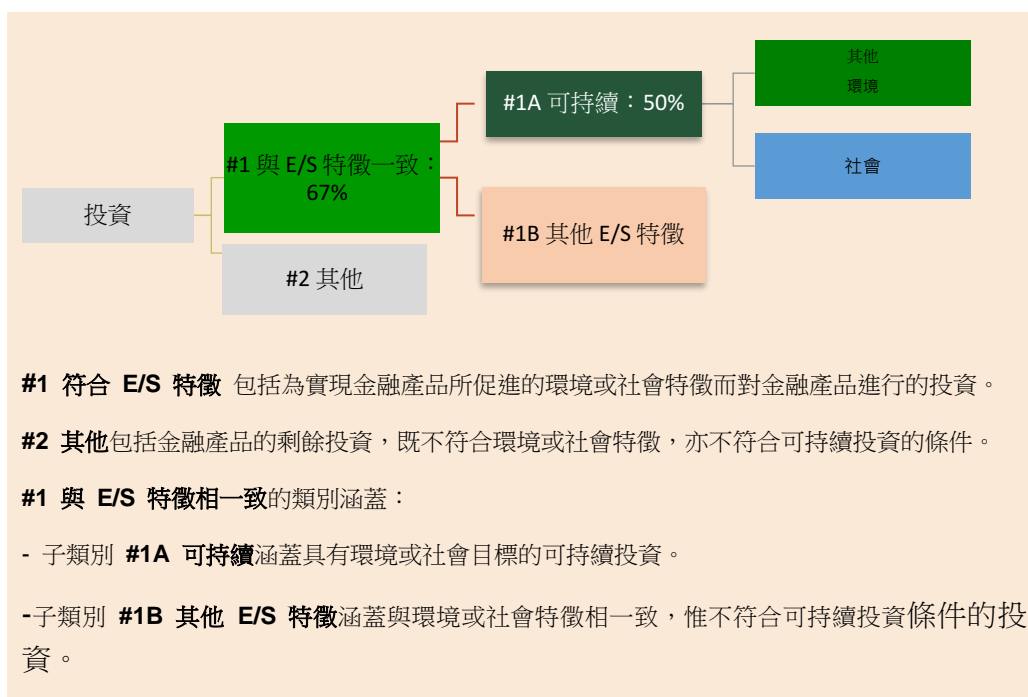 其他
環境
#1A 可持續：50%
#1 與 E/S 特徵一致：
67%
社會
投資
#1B 其他 E/S 特徵
#2 其他
#1 符合 E/S 特徵 包括為實現金融產品所促進的環境或社會特徵而對金融產品進行的投資。
#2 其他包括金融產品的剩餘投資，既不符合環境或社會特徵，亦不符合可持續投資的條件。
#1 與 E/S 特徵相一致的類別涵蓋：
- 子類別 #1A 可持續涵蓋具有環境或社會目標的可持續投資。
-子類別 #1B 其他 E/S 特徵涵蓋與環境或社會特徵相一致，惟不符合可持續投資條件的投
資。